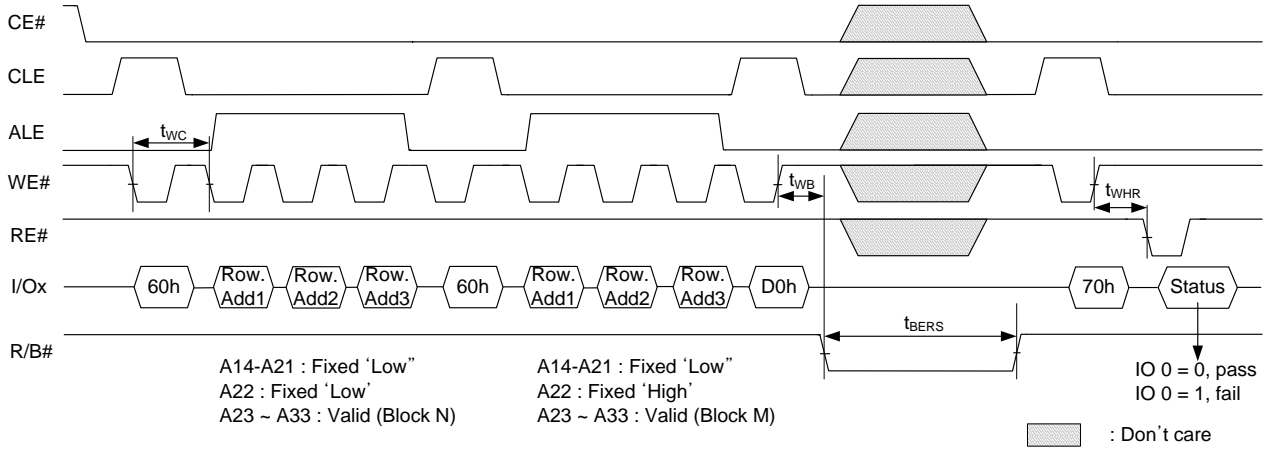 CE#
CLE
ALE
tWC
WE#
tWB
tWHR
RE#
I/Ox
60h
Row. Add1
Row. Add2
Row. Add3
60h
Row. Add1
Row. Add2
Row. Add3
D0h
70h
Status
tBERS
R/B#
A14-A21 : Fixed ‘Low”
A22 : Fixed ‘Low’
A23 ~ A33 : Valid (Block N)
A14-A21 : Fixed ‘Low”
A22 : Fixed ‘High’
A23 ~ A33 : Valid (Block M)
IO 0 = 0, pass
IO 0 = 1, fail
: Don’t care